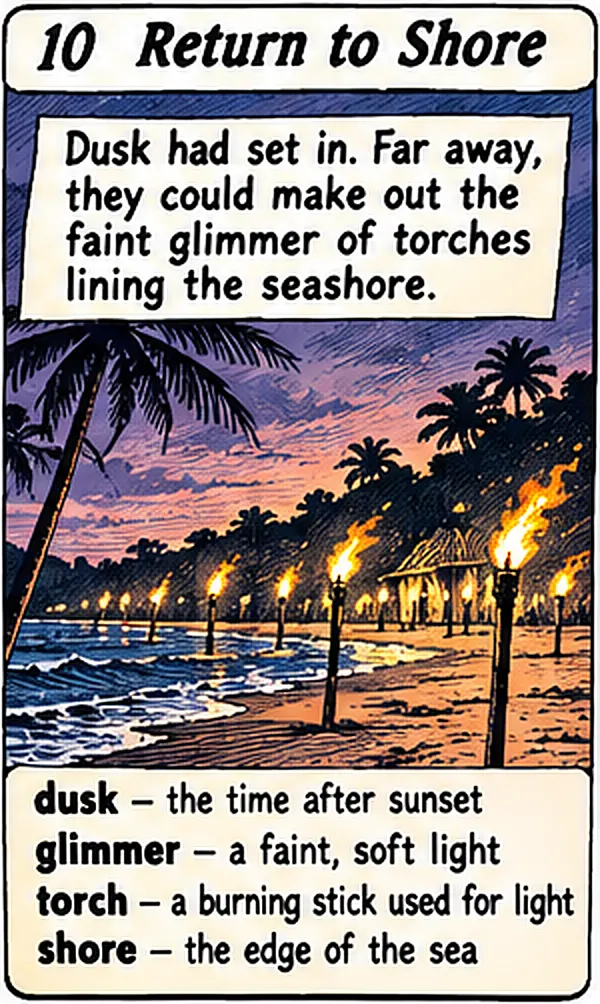 10 Return to Shore
Dusk had set in. Far away,
they could make out the
faint glimmer of torches
lining the seashore.
dusk – the time after sunset
glimmer – a faint, soft light
torch – a burning stick used for light
shore – the edge of the sea